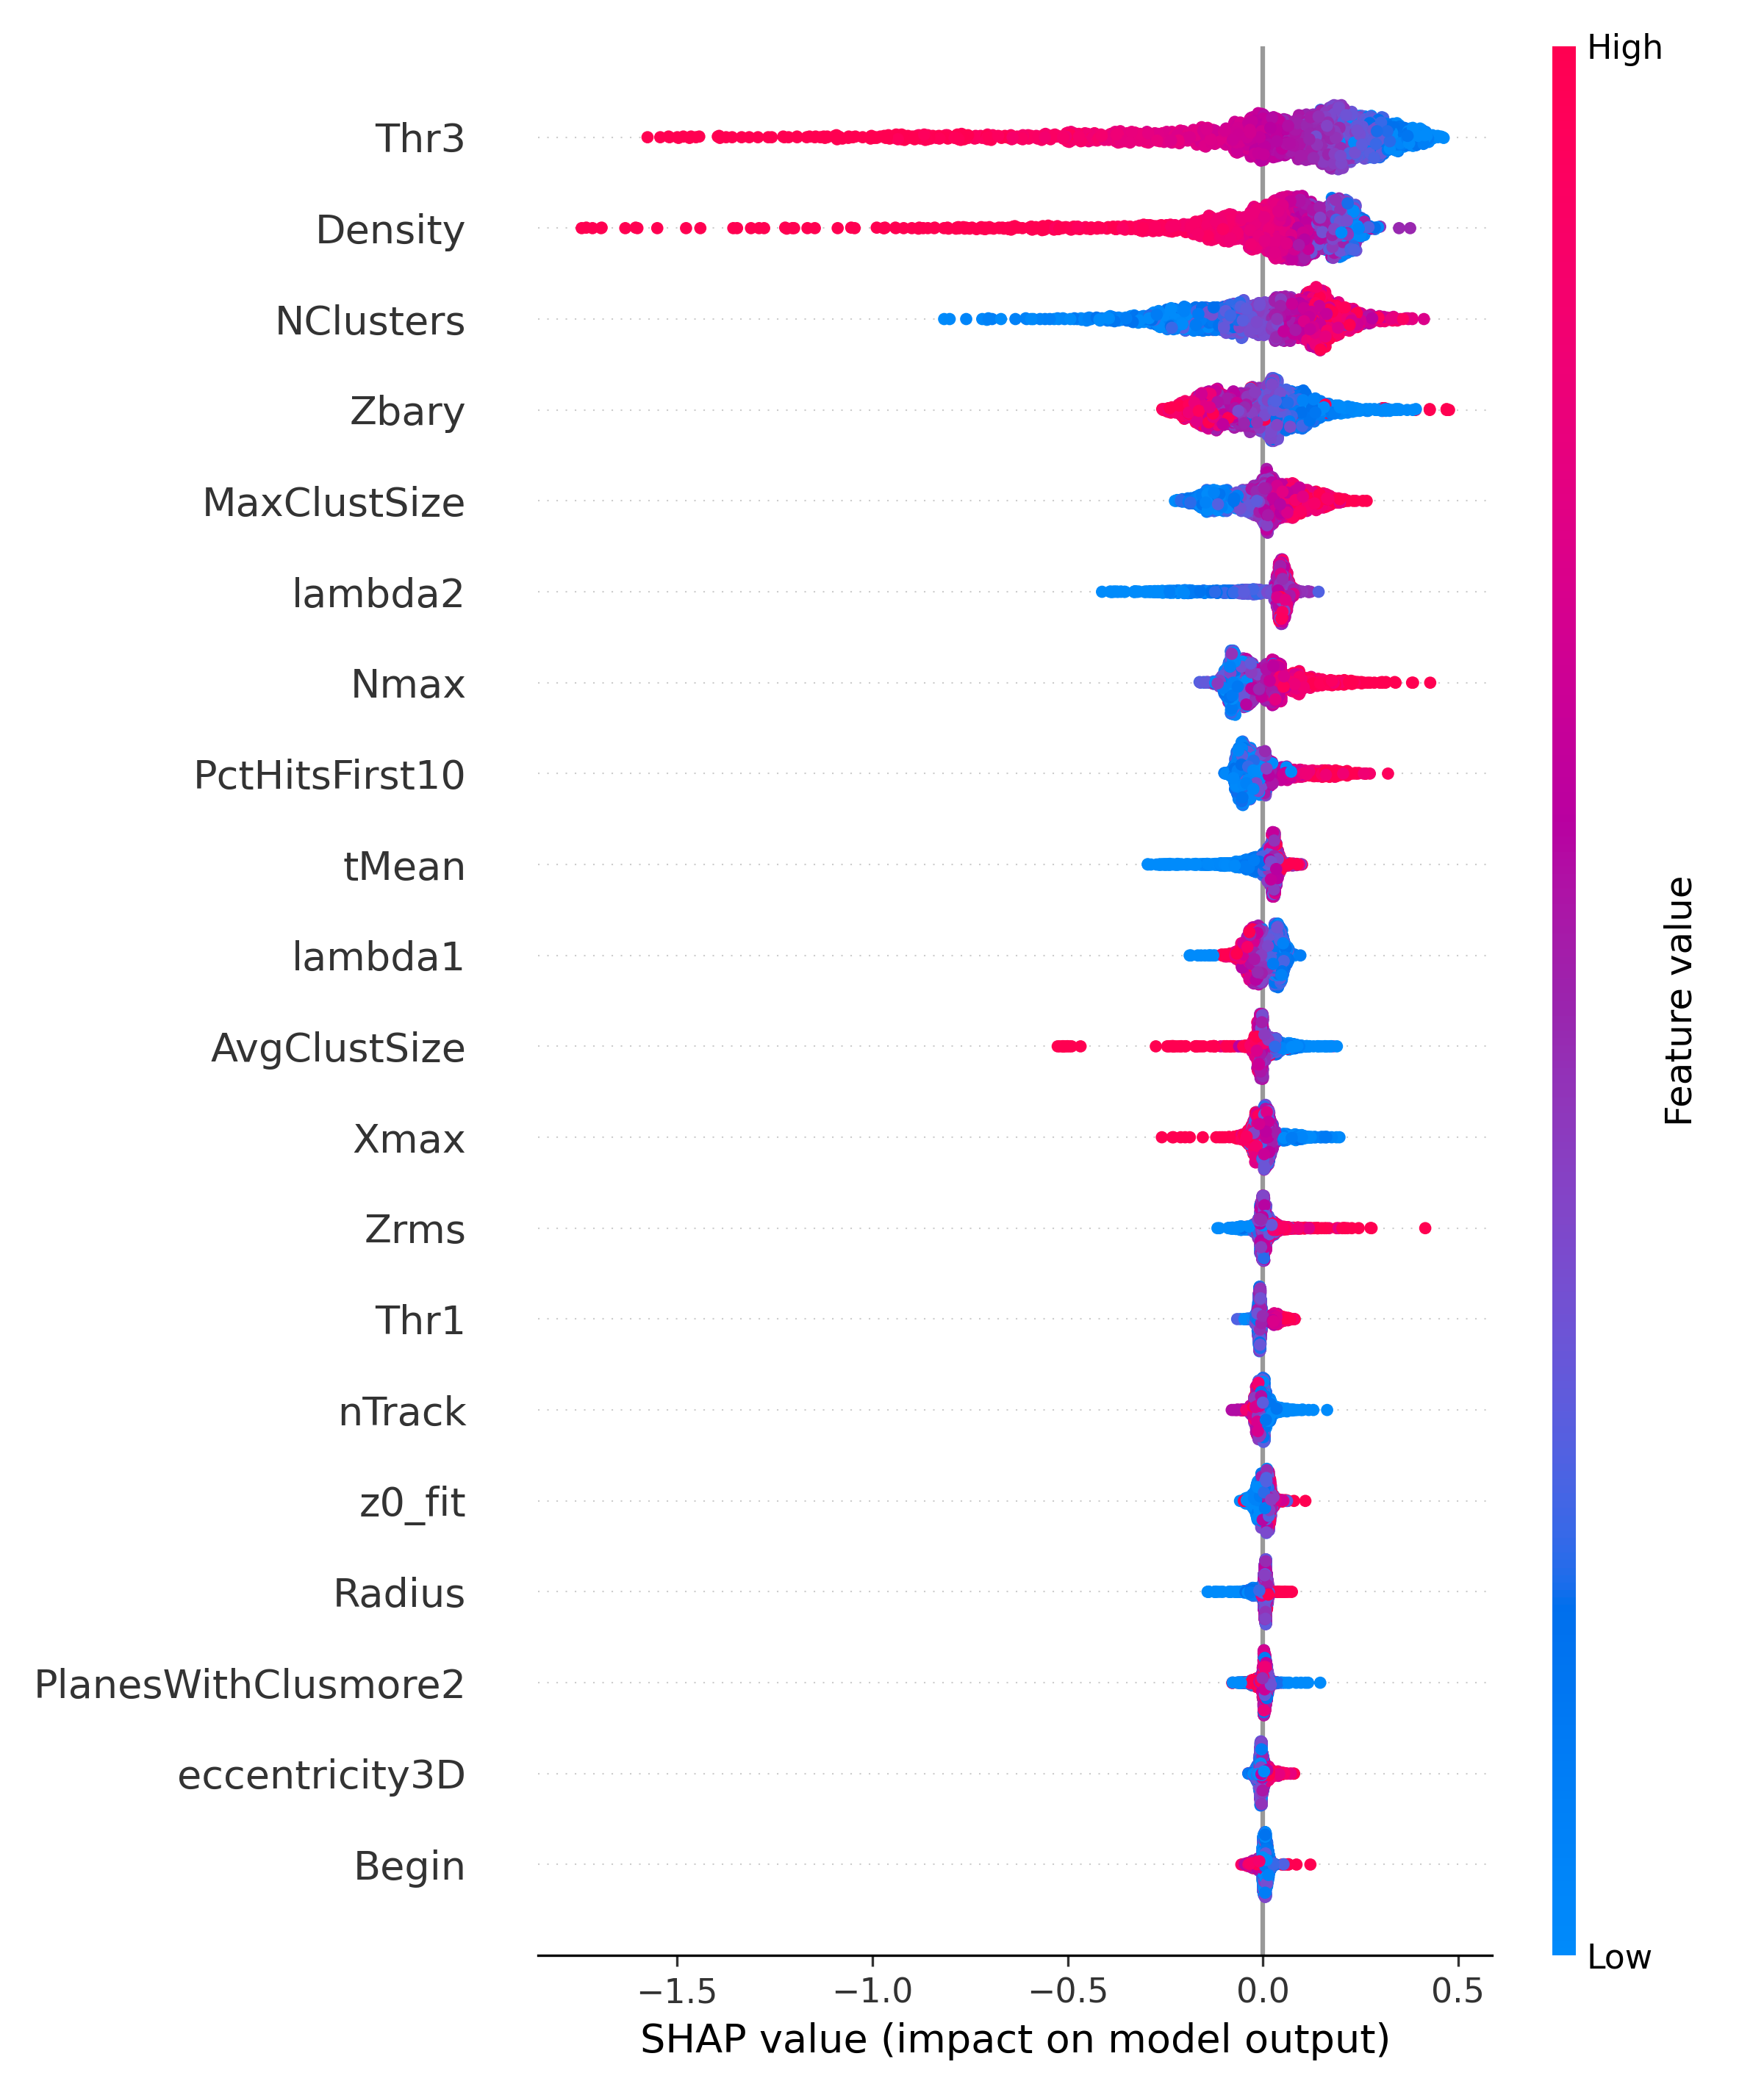 High
Thr3
Density
NClusters
Zbary
MaxClustSize
lambda2
Nmax
PctHitsFirst10
tMean
lambda1
AvgClustSize
Xmax
Zrms
Thr1
nTrack
z0_fit
Radius
PlanesWithClusmore2
eccentricity3D
Begin
Feature value
Low
−1.5 −1.0 −0.5 0.0 0.5
SHAP value (impact on model output)